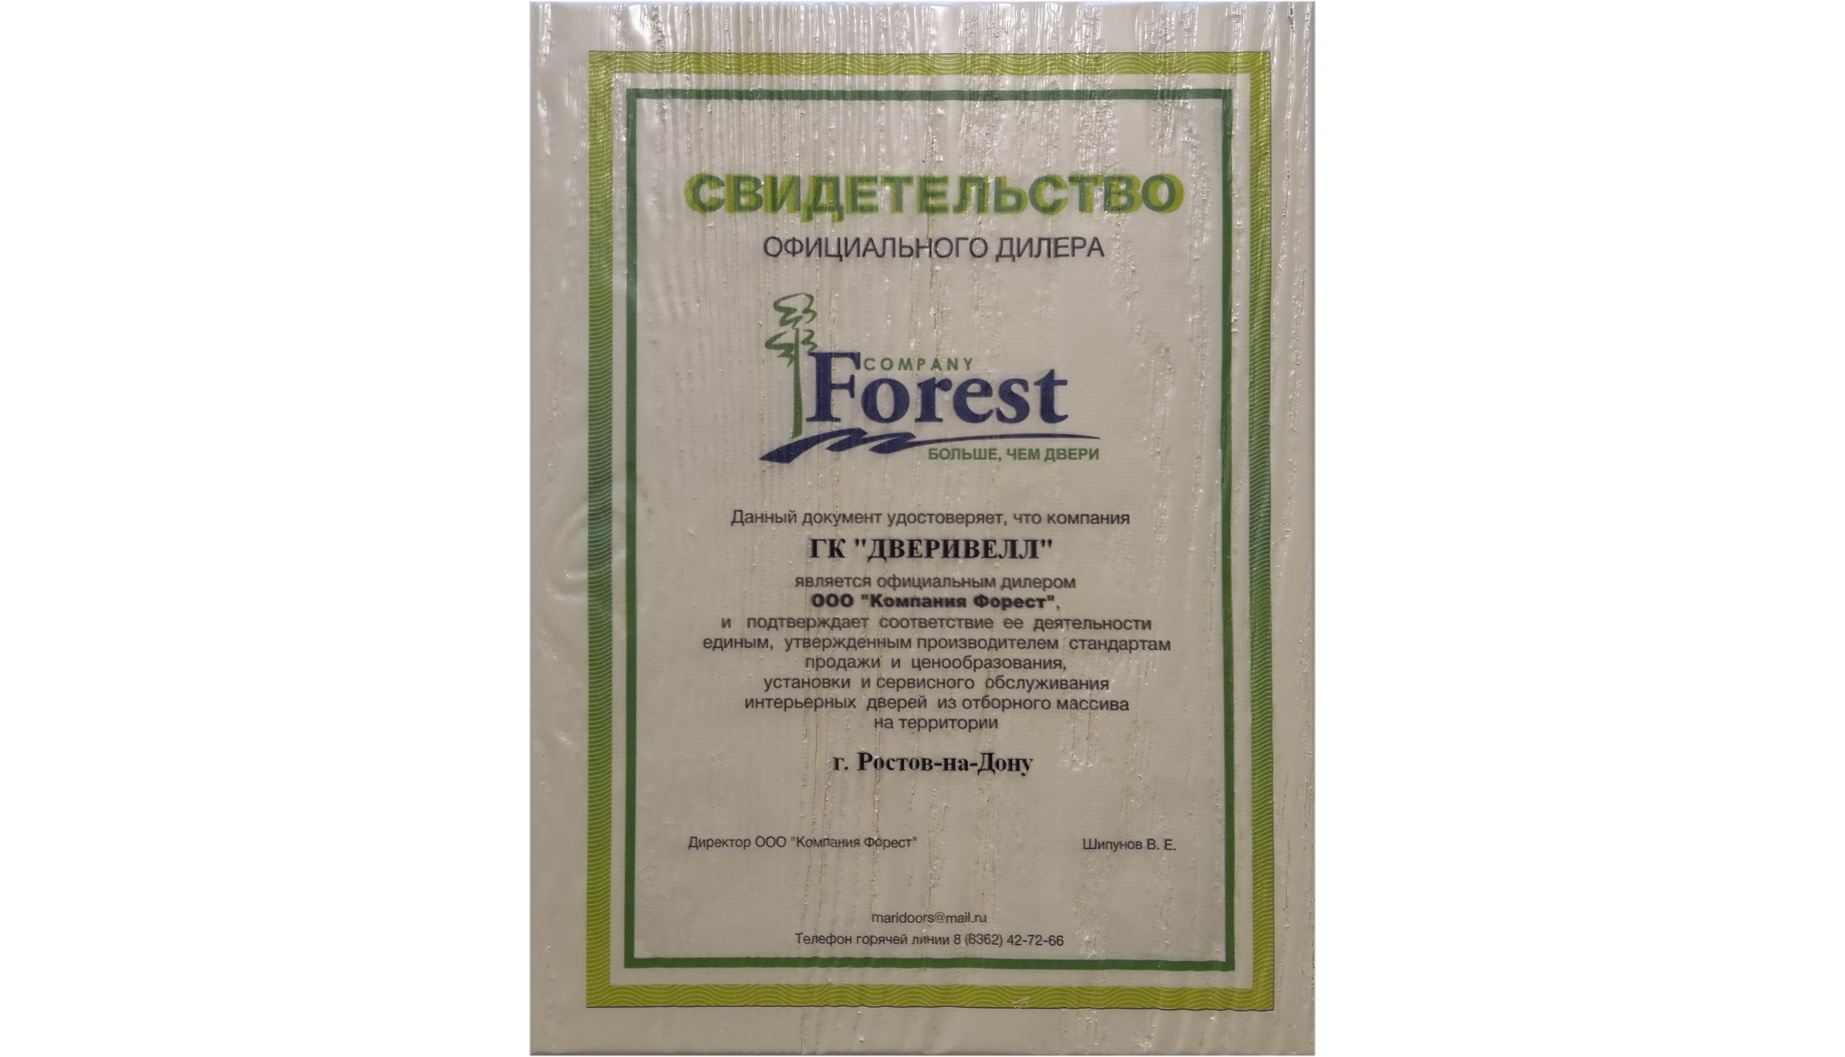 СВИДЕТЕЛЬСТВО
ОФИЦИАЛЬНОГО ДИЛЕРА
COMPANY
Forest
БОЛЬШЕ, ЧЕМ ДВЕРИ
Данный документ удостоверяет, что компания
ГК "ДВЕРИВЕЛЛ"
является официальным дилером
ООО "Компания Форест",
и подтверждает соответствие ее деятельности
единым, утвержденным производителем стандартам
продажи и ценообразования,
установки и сервисного обслуживания
интерьерных дверей из отборного массива
на территории
г. Ростов-на-Дону
Директор ООО "Компания Форест" Шипунов В. Е.
maridoors@mail.ru
Телефон горячей линии 8 (8362) 42-72-66